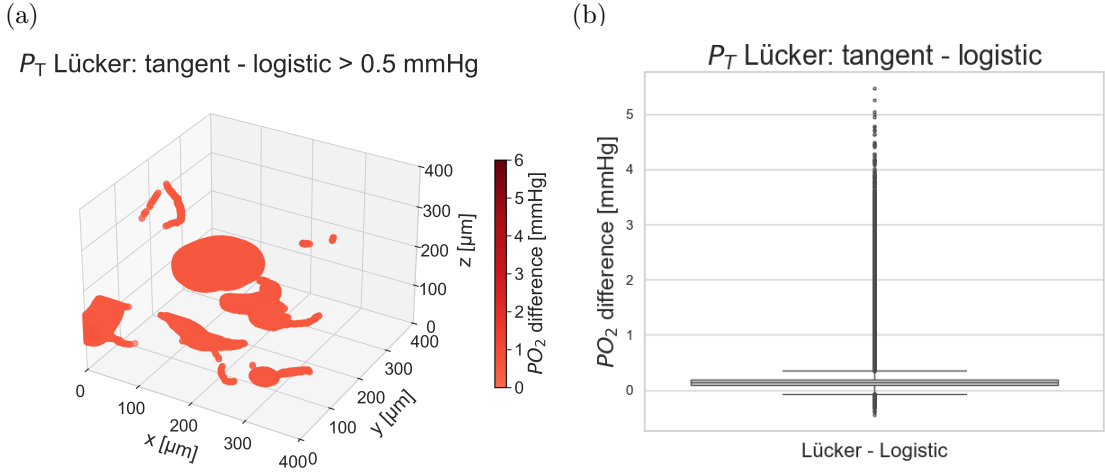 (a)
P_T Lücker: tangent - logistic > 0.5 mmHg
400
300
200
100
0
z [µm]
400
300
200
100
0
y [µm]
0
100
200
300
400
x [µm]
6
5
4
3
2
1
0
PO₂ difference [mmHg]
(b)
P_T Lücker: tangent - logistic
5
4
3
2
1
0
PO₂ difference [mmHg]
Lücker - Logistic